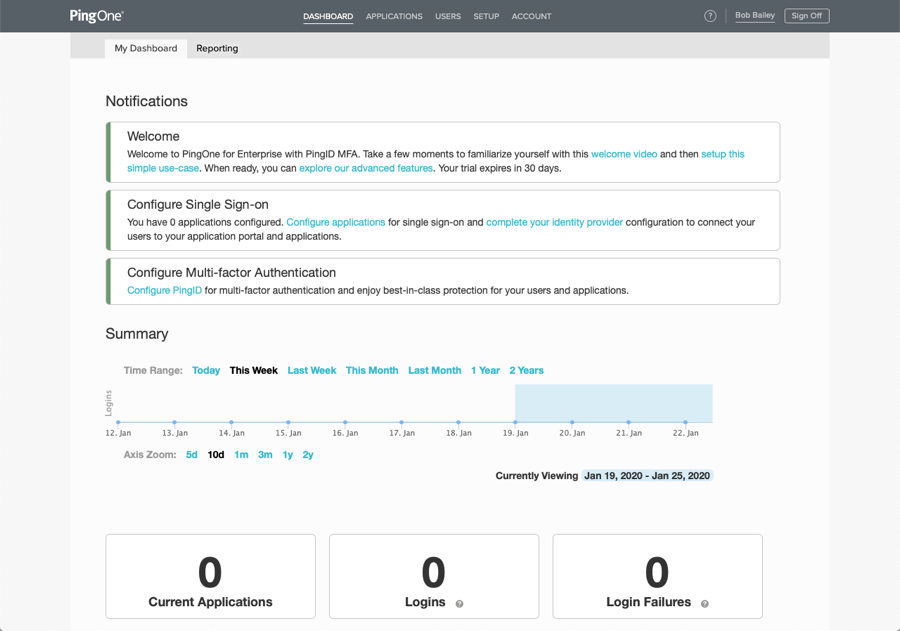 PingOne®
DASHBOARD APPLICATIONS USERS SETUP ACCOUNT ? Bob Bailey Sign Off
My Dashboard Reporting
Notifications
Welcome
Welcome to PingOne for Enterprise with PingID MFA. Take a few moments to familiarize yourself with this welcome video and then setup this
simple use-case. When ready, you can explore our advanced features. Your trial expires in 30 days.
Configure Single Sign-on
You have 0 applications configured. Configure applications for single sign-on and complete your identity provider configuration to connect your
users to your application portal and applications.
Configure Multi-factor Authentication
Configure PingID for multi-factor authentication and enjoy best-in-class protection for your users and applications.
Summary
Time Range: Today This Week Last Week This Month Last Month 1 Year 2 Years
Logins
12. Jan 13. Jan 14. Jan 15. Jan 16. Jan 17. Jan 18. Jan 19. Jan 20. Jan 21. Jan 22. Jan
Axis Zoom: 5d 10d 1m 3m 1y 2y
Currently Viewing Jan 19, 2020 - Jan 25, 2020
0 0 0
Current Applications Logins ? Login Failures ?